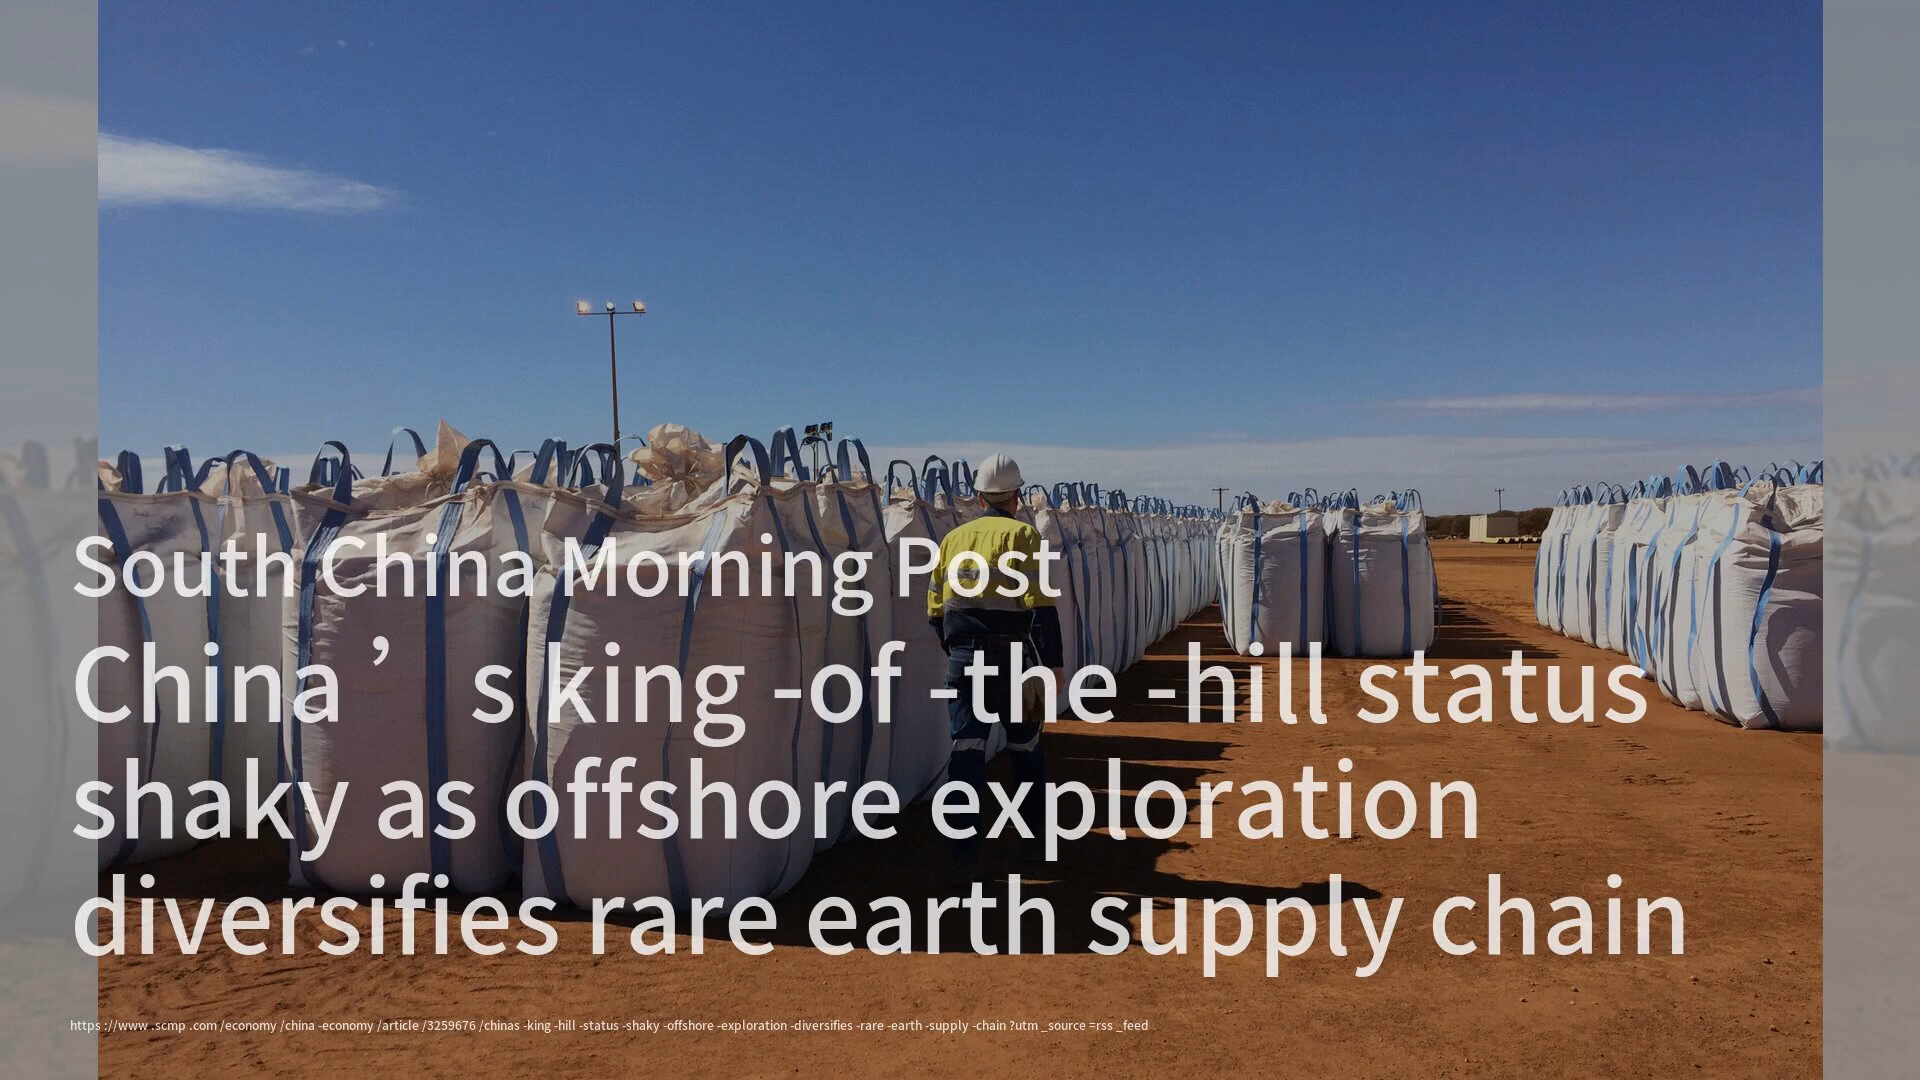 South China Morning Post
China’s king -of -the -hill status
shaky as offshore exploration
diversifies rare earth supply chain
https ://www .scmp .com /economy /china -economy /article /3259676 /chinas -king -hill -status -shaky -offshore -exploration -diversifies -rare -earth -supply -chain ?utm _source =rss _feed